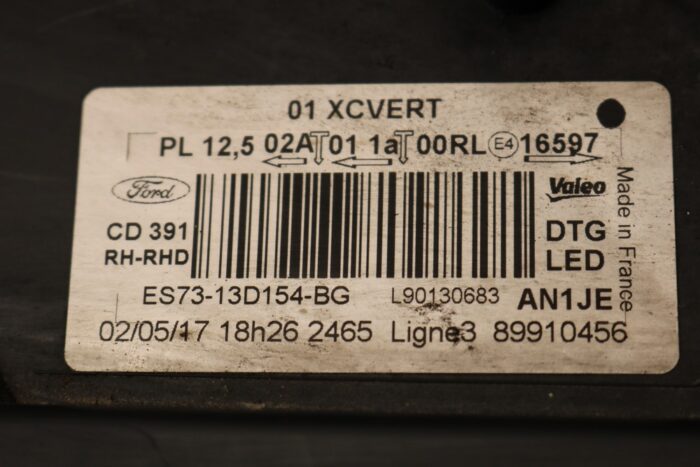 01 XCVERT
PL 12,5 02A 01 1a 00RL E4 16597
Ford
Valeo
CD 391
RH-RHD
DTG
LED
Made in France
ES73-13D154-BG L90130683 AN1JE
02/05/17 18h26 2465 Ligne3 89910456